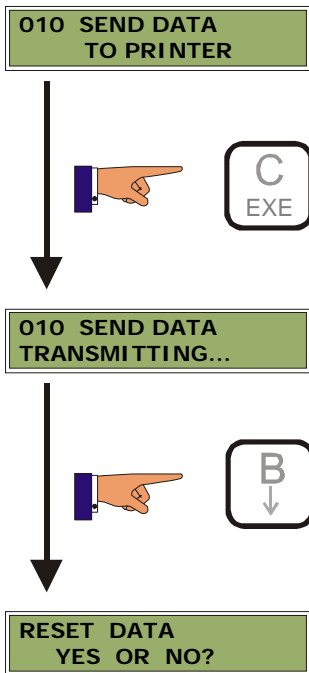 010 SEND DATA
TO PRINTER
C
EXE
010 SEND DATA
TRANSMITTING...
B
RESET DATA
YES OR NO?